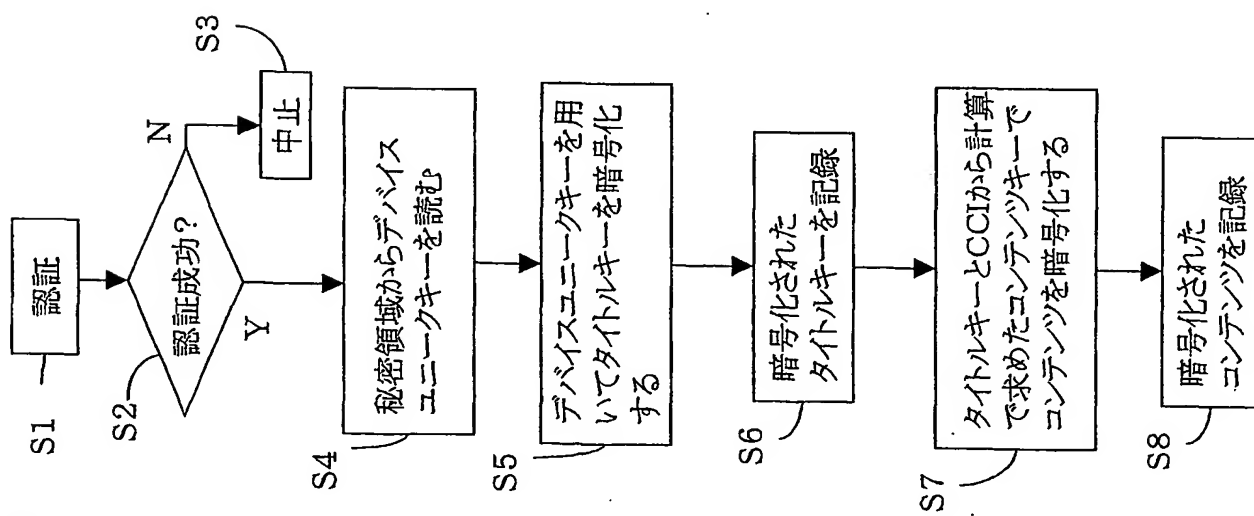 S1
認証
S2
認証成功?
N
S3
中止
Y
S4
秘密領域からデバイス
ユニークキーを読む
S5
デバイスユニークキーを用
いてタイトルキーを暗号化
する
S6
暗号化された
タイトルキーを記録
S7
タイトルキーとCCIから計算
で求めたコンテンツキーで
コンテンツを暗号化する
S8
暗号化された
コンテンツを記録